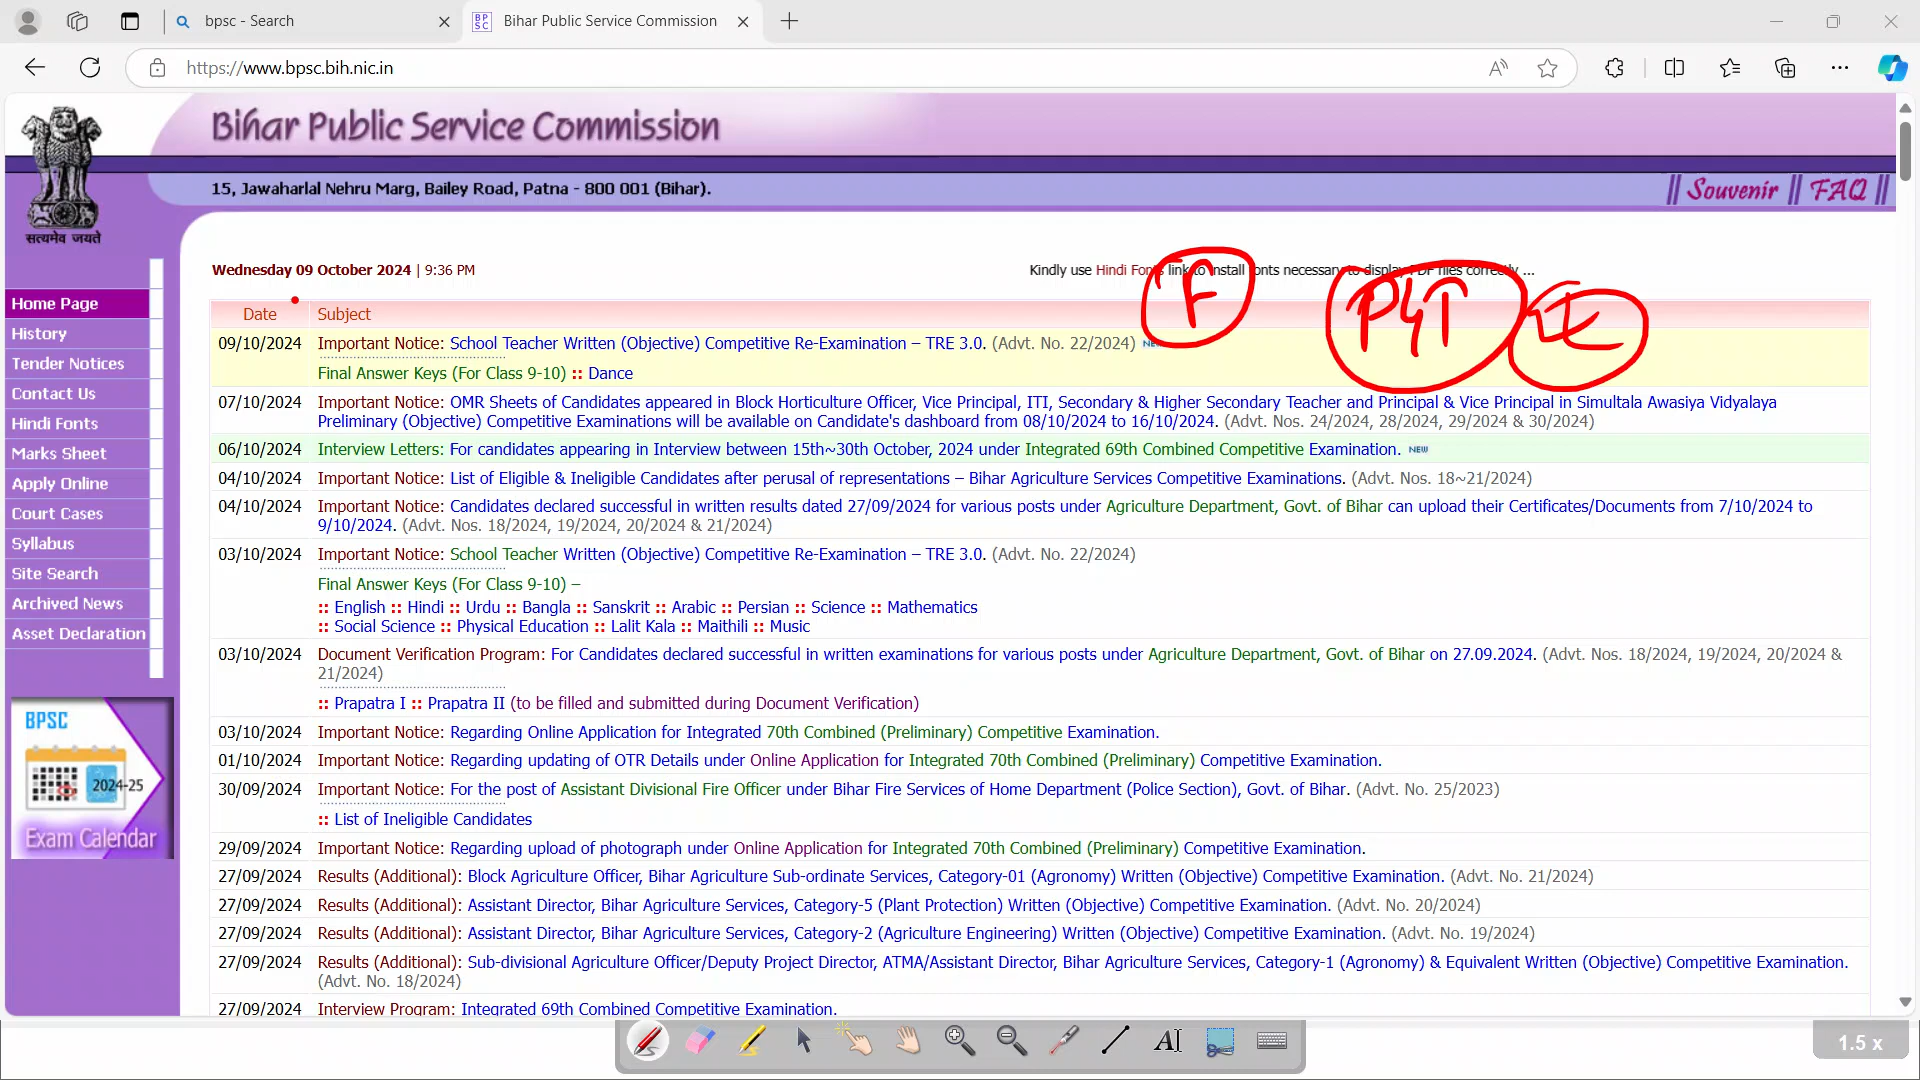 bpsc - Search
Bihar Public Service Commission
https://www.bpsc.bih.nic.in
Bihar Public Service Commission
15, Jawaharlal Nehru Marg, Bailey Road, Patna - 800 001 (Bihar).
|| Souvenir || FAQ ||
सत्यमेव जयते
Wednesday 09 October 2024 | 9:36 PM
Kindly use Hindi Fonts link to install fonts necessary to display PDF files correctly ...
F
Home Page
History
Tender Notices
Contact Us
Hindi Fonts
Marks Sheet
Apply Online
Court Cases
Syllabus
Site Search
Archived News
Asset Declaration
BPSC
2024-25
Exam Calendar
Date Subject
09/10/2024 Important Notice: School Teacher Written (Objective) Competitive Re-Examination – TRE 3.0. (Advt. No. 22/2024) NEW
Final Answer Keys (For Class 9-10) :: Dance
07/10/2024 Important Notice: OMR Sheets of Candidates appeared in Block Horticulture Officer, Vice Principal, ITI, Secondary & Higher Secondary Teacher and Principal & Vice Principal in Simultala Awasiya Vidyalaya
Preliminary (Objective) Competitive Examinations will be available on Candidate's dashboard from 08/10/2024 to 16/10/2024. (Advt. Nos. 24/2024, 28/2024, 29/2024 & 30/2024)
06/10/2024 Interview Letters: For candidates appearing in Interview between 15th~30th October, 2024 under Integrated 69th Combined Competitive Examination. NEW
04/10/2024 Important Notice: List of Eligible & Ineligible Candidates after perusal of representations – Bihar Agriculture Services Competitive Examinations. (Advt. Nos. 18~21/2024)
04/10/2024 Important Notice: Candidates declared successful in written results dated 27/09/2024 for various posts under Agriculture Department, Govt. of Bihar can upload their Certificates/Documents from 7/10/2024 to
9/10/2024. (Advt. Nos. 18/2024, 19/2024, 20/2024 & 21/2024)
03/10/2024 Important Notice: School Teacher Written (Objective) Competitive Re-Examination – TRE 3.0. (Advt. No. 22/2024)
Final Answer Keys (For Class 9-10) –
:: English :: Hindi :: Urdu :: Bangla :: Sanskrit :: Arabic :: Persian :: Science :: Mathematics
:: Social Science :: Physical Education :: Lalit Kala :: Maithili :: Music
03/10/2024 Document Verification Program: For Candidates declared successful in written examinations for various posts under Agriculture Department, Govt. of Bihar on 27.09.2024. (Advt. Nos. 18/2024, 19/2024, 20/2024 &
21/2024)
:: Prapatra I :: Prapatra II (to be filled and submitted during Document Verification)
03/10/2024 Important Notice: Regarding Online Application for Integrated 70th Combined (Preliminary) Competitive Examination.
01/10/2024 Important Notice: Regarding updating of OTR Details under Online Application for Integrated 70th Combined (Preliminary) Competitive Examination.
30/09/2024 Important Notice: For the post of Assistant Divisional Fire Officer under Bihar Fire Services of Home Department (Police Section), Govt. of Bihar. (Advt. No. 25/2023)
:: List of Ineligible Candidates
29/09/2024 Important Notice: Regarding upload of photograph under Online Application for Integrated 70th Combined (Preliminary) Competitive Examination.
27/09/2024 Results (Additional): Block Agriculture Officer, Bihar Agriculture Sub-ordinate Services, Category-01 (Agronomy) Written (Objective) Competitive Examination. (Advt. No. 21/2024)
27/09/2024 Results (Additional): Assistant Director, Bihar Agriculture Services, Category-5 (Plant Protection) Written (Objective) Competitive Examination. (Advt. No. 20/2024)
27/09/2024 Results (Additional): Assistant Director, Bihar Agriculture Services, Category-2 (Agriculture Engineering) Written (Objective) Competitive Examination. (Advt. No. 19/2024)
27/09/2024 Results (Additional): Sub-divisional Agriculture Officer/Deputy Project Director, ATMA/Assistant Director, Bihar Agriculture Services, Category-1 (Agronomy) & Equivalent Written (Objective) Competitive Examination.
(Advt. No. 18/2024)
27/09/2024 Interview Program: Integrated 69th Combined Competitive Examination.
1.5 x